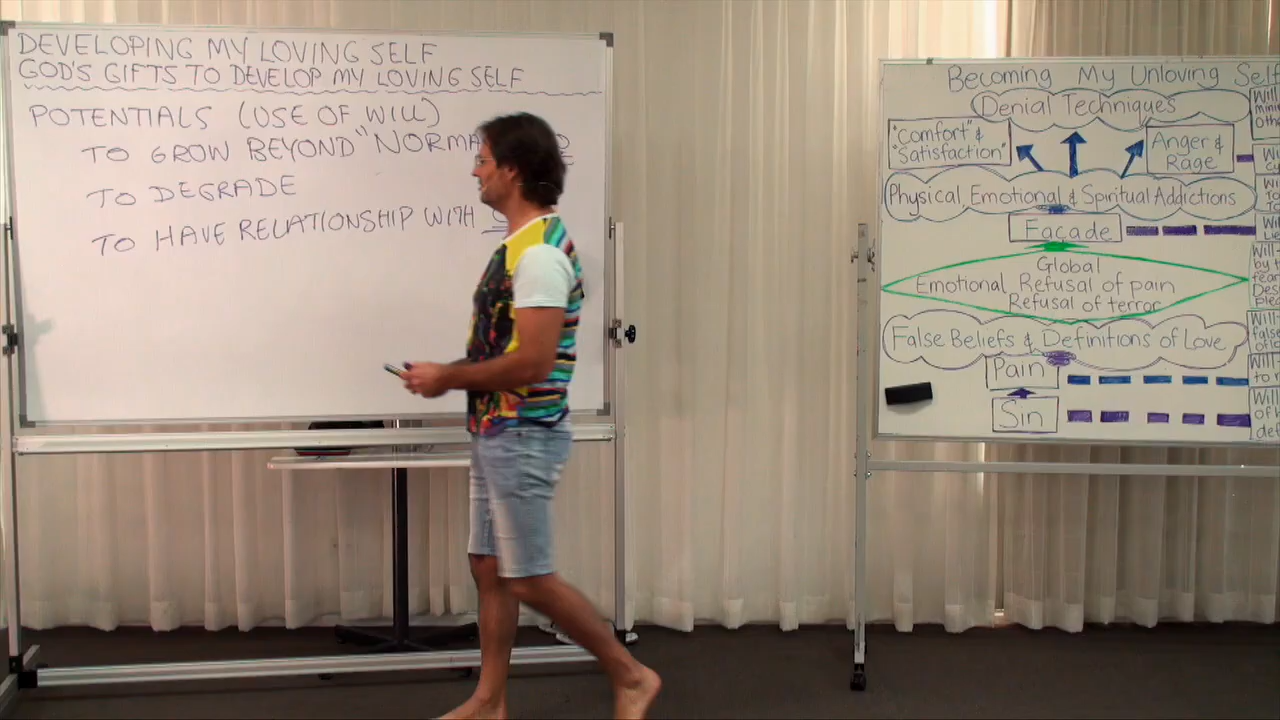 DEVELOPING MY LOVING SELF
GOD'S GIFTS TO DEVELOP MY LOVING SELF
POTENTIALS (USE OF WILL)
TO GROW BEYOND "NORMA
TO DEGRADE
TO HAVE RELATIONSHIP WITH
Becoming My Unloving Self
Denial Techniques
"Comfort" &
"Satisfaction"
Anger &
Rage
Physical, Emotional & Spiritual Addictions
Façade
Global
Emotional Refusal of pain
Refusal of terror
False Beliefs & Definitions of Love
Pain
Sin
Will